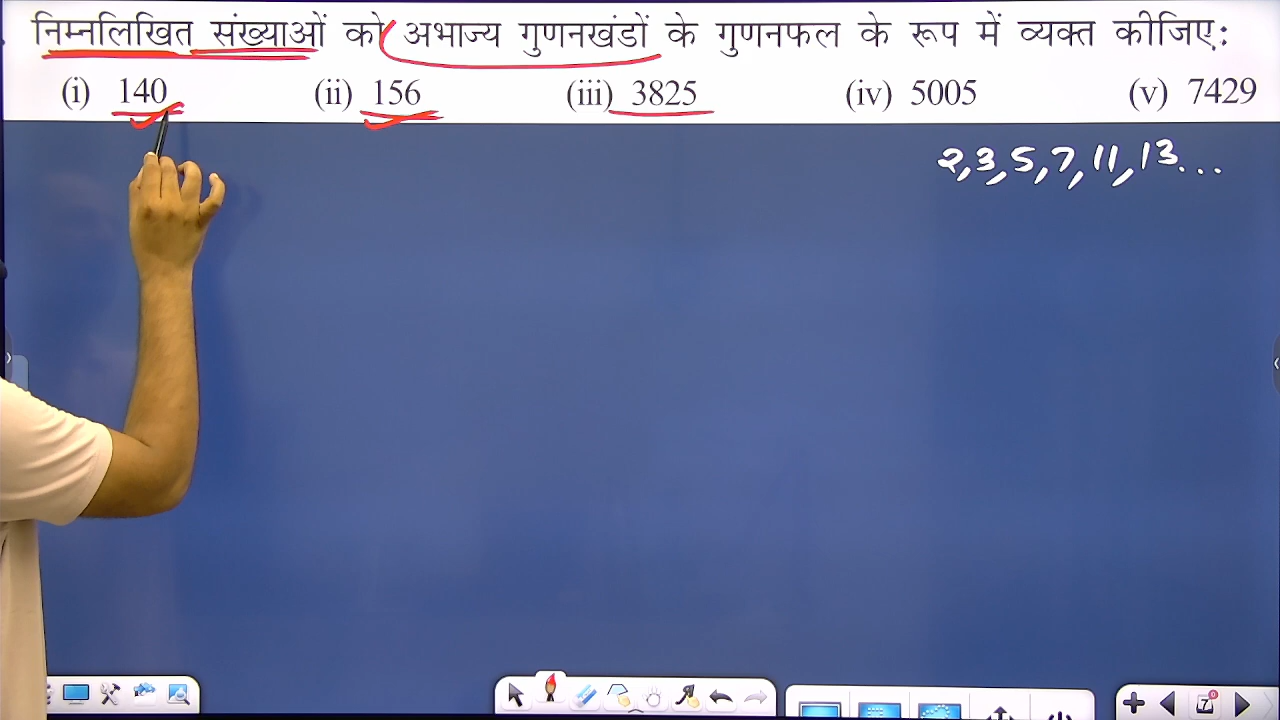 निम्नलिखित संख्याओं को अभाज्य गुणनखंडों के गुणनफल के रूप में व्यक्त कीजिए:
(i) 140 (ii) 156 (iii) 3825 (iv) 5005 (v) 7429
2,3,5,7,11,13...